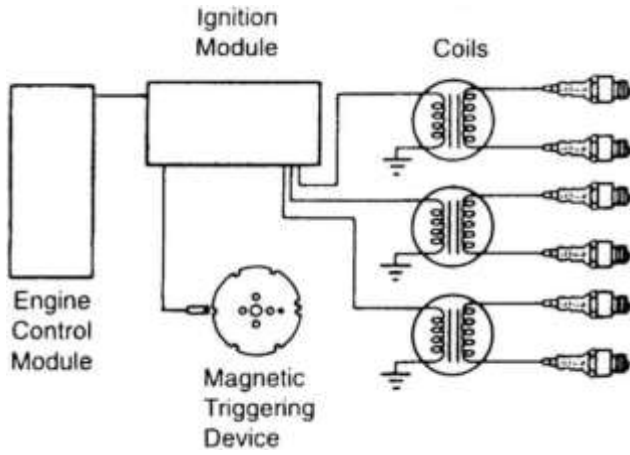 Ignition
Module
Coils
Engine
Control
Module
Magnetic
Triggering
Device